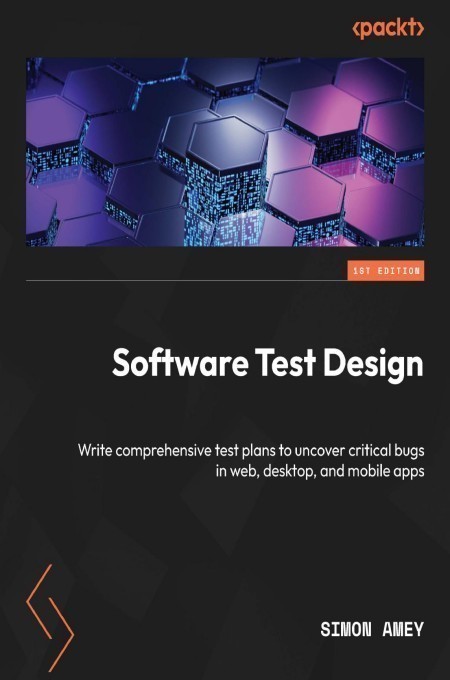 <packt>
1ST EDITION
Software Test Design
Write comprehensive test plans to uncover critical bugs
in web, desktop, and mobile apps
SIMON AMEY